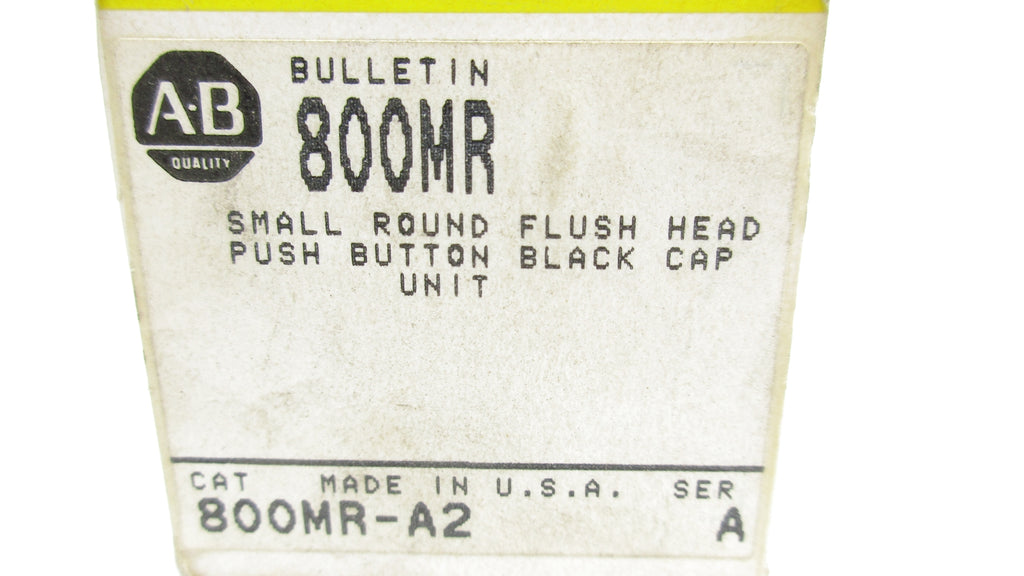 A·B
QUALITY
BULLETIN
800MR
SMALL ROUND FLUSH HEAD
PUSH BUTTON BLACK CAP
UNIT
CAT MADE IN U.S.A. SER
800MR-A2 A